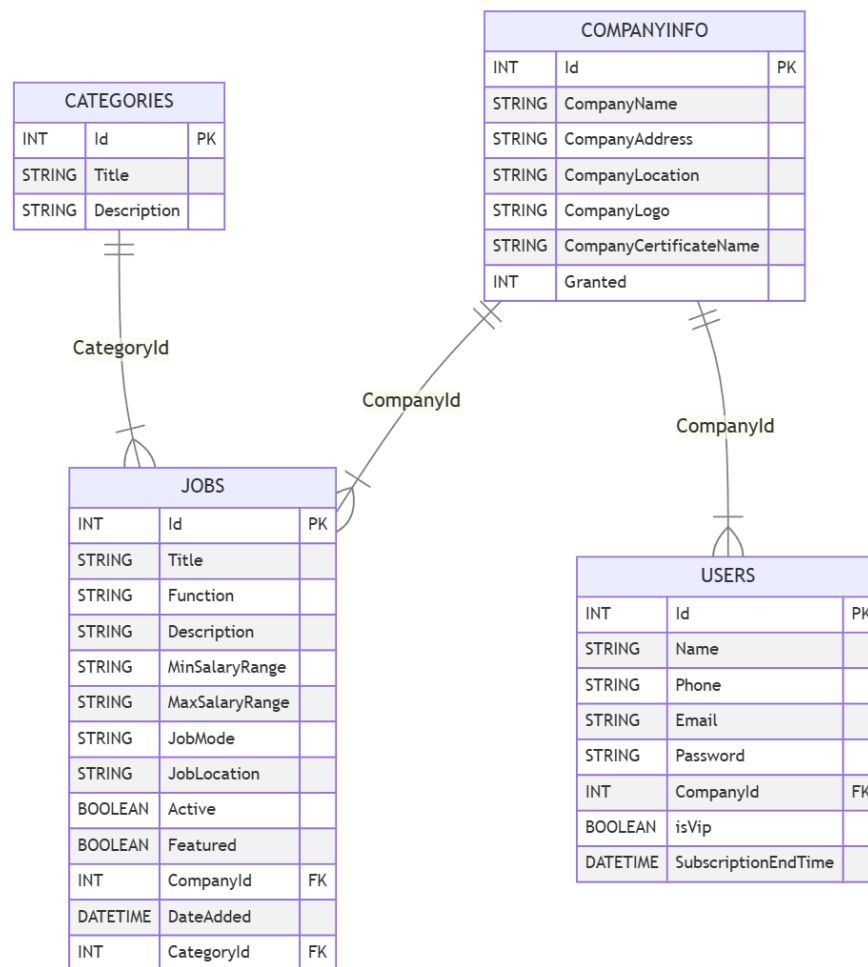 COMPANYINFO
INT Id PK
STRING CompanyName
STRING CompanyAddress
STRING CompanyLocation
STRING CompanyLogo
STRING CompanyCertificateName
INT Granted
CATEGORIES
INT Id PK
STRING Title
STRING Description
CategoryId
CompanyId
CompanyId
JOBS
INT Id PK
STRING Title
STRING Function
STRING Description
STRING MinSalaryRange
STRING MaxSalaryRange
STRING JobMode
STRING JobLocation
BOOLEAN Active
BOOLEAN Featured
INT CompanyId FK
DATETIME DateAdded
INT CategoryId FK
USERS
INT Id PK
STRING Name
STRING Phone
STRING Email
STRING Password
INT CompanyId FK
BOOLEAN isVip
DATETIME SubscriptionEndTime